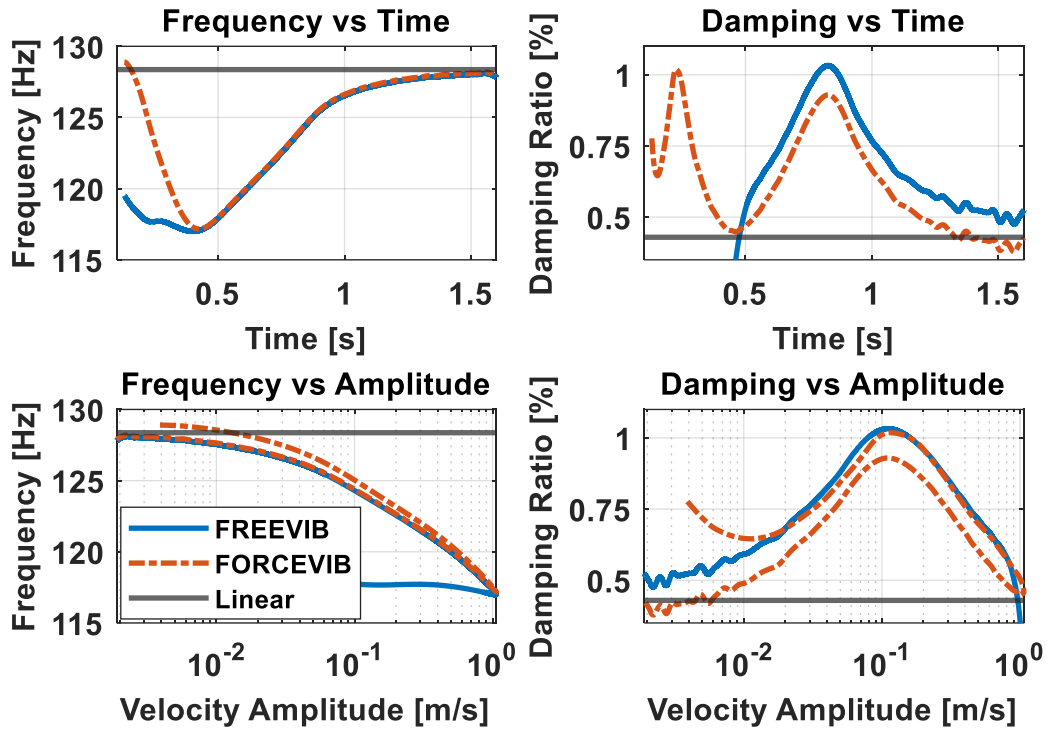 Frequency vs Time
Frequency [Hz]
130
125
120
115
0.5
1
1.5
Time [s]
Damping vs Time
Damping Ratio [%]
1
0.75
0.5
0.5
1
1.5
Time [s]
Frequency vs Amplitude
Frequency [Hz]
130
125
120
115
FREEVIB
FORCEVIB
Linear
10^-2
10^-1
10^0
Velocity Amplitude [m/s]
Damping vs Amplitude
Damping Ratio [%]
1
0.75
0.5
10^-2
10^-1
10^0
Velocity Amplitude [m/s]